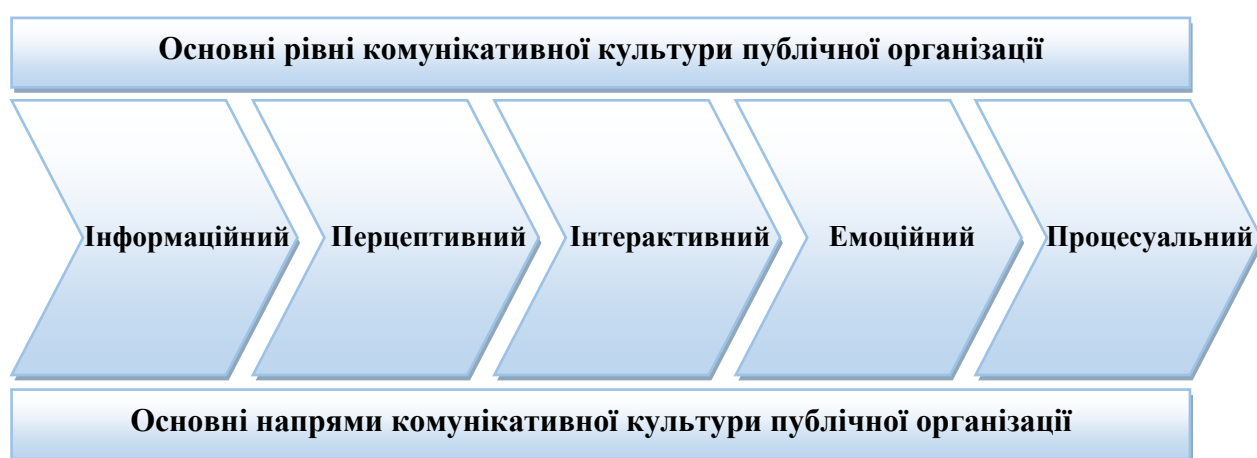 Основні рівні комунікативної культури публічної організації
Інформаційний
Перцептивний
Інтерактивний
Емоційний
Процесуальний
Основні напрями комунікативної культури публічної організації